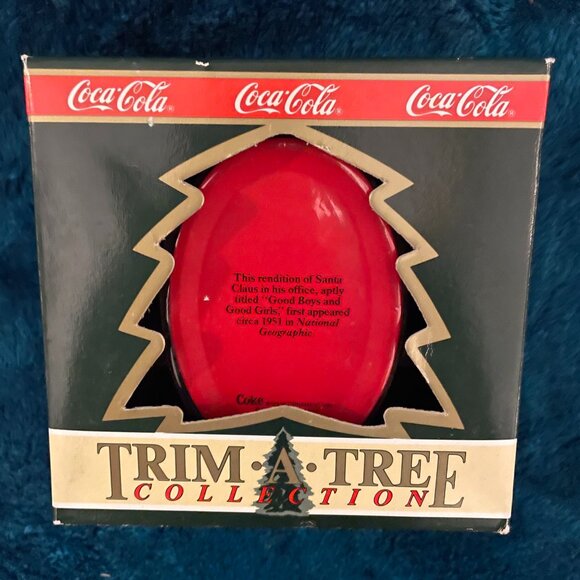 Coca-Cola® Coca-Cola® Coca-Cola®
This rendition of Santa
Claus in his office, aptly
titled "Good Boys and
Good Girls," first appeared
circa 1951 in National
Geographic.
Coke
TRIM·A·TREE
COLLECTION